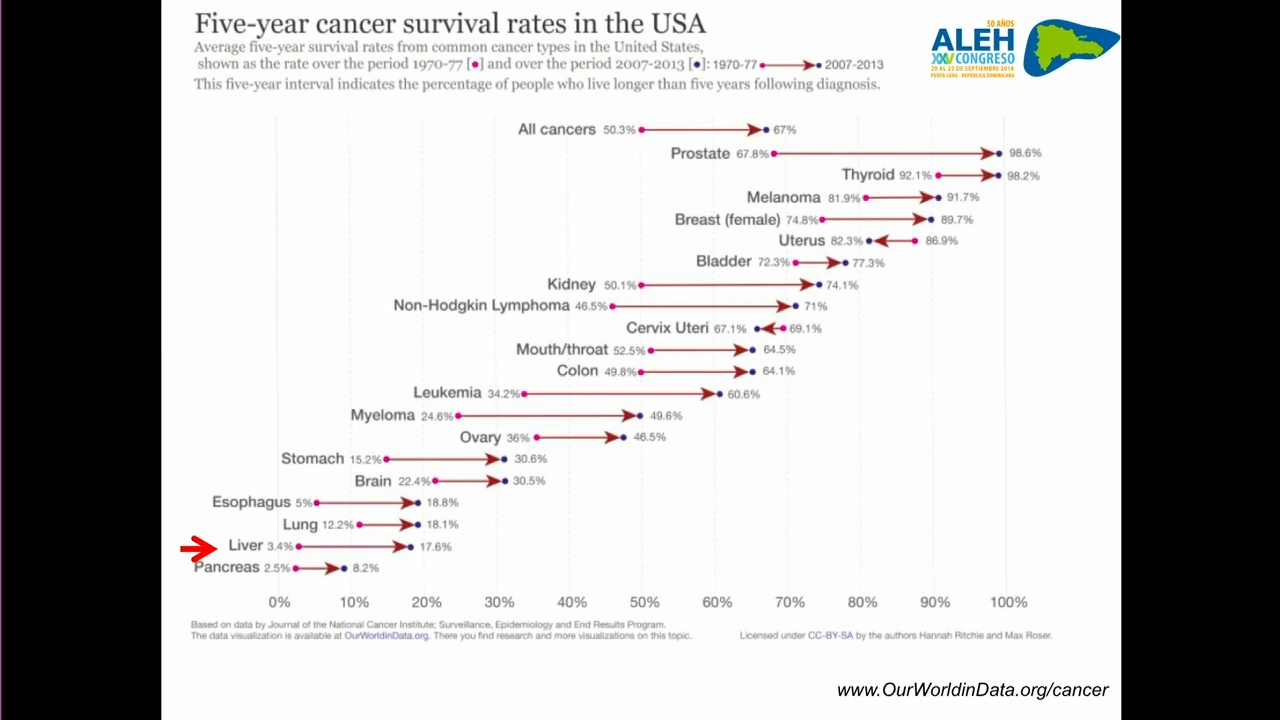 Five-year cancer survival rates in the USA
Average five-year survival rates from common cancer types in the United States,
shown as the rate over the period 1970-77 [•] and over the period 2007-2013 [•]: 1970-77 2007-2013
This five-year interval indicates the percentage of people who live longer than five years following diagnosis.
50 AÑOS
ALEH
XXV CONGRESO
20 AL 23 DE SEPTIEMBRE 2018
PUNTA CANA - REPÚBLICA DOMINICANA
All cancers 50.3% 67%
Prostate 67.8% 98.6%
Thyroid 92.1% 98.2%
Melanoma 81.9% 91.7%
Breast (female) 74.8% 89.7%
Uterus 82.3% 86.9%
Bladder 72.3% 77.3%
Kidney 50.1% 74.1%
Non-Hodgkin Lymphoma 46.5% 71%
Cervix Uteri 67.1% 69.1%
Mouth/throat 52.5% 64.5%
Colon 49.8% 64.1%
Leukemia 34.2% 60.6%
Myeloma 24.6% 49.6%
Ovary 36% 46.5%
Stomach 15.2% 30.6%
Brain 22.4% 30.5%
Esophagus 5% 18.8%
Lung 12.2% 18.1%
Liver 3.4% 17.6%
Pancreas 2.5% 8.2%
0% 10% 20% 30% 40% 50% 60% 70% 80% 90% 100%
Based on data by Journal of the National Cancer Institute; Surveillance, Epidemiology and End Results Program.
The data visualization is available at OurWorldinData.org. There you find research and more visualizations on this topic.
Licensed under CC-BY-SA by the authors Hannah Ritchie and Max Roser.
www.OurWorldinData.org/cancer